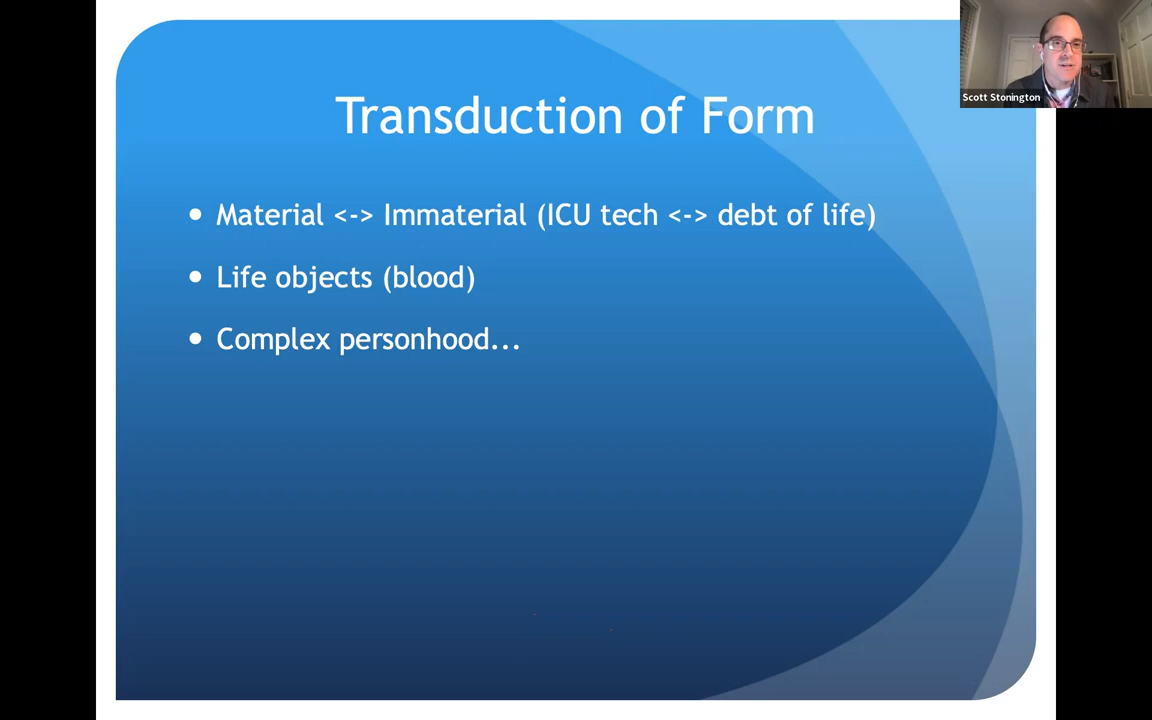 Transduction of Form
Material <-> Immaterial (ICU tech <-> debt of life)
Life objects (blood)
Complex personhood...
Scott Stonington